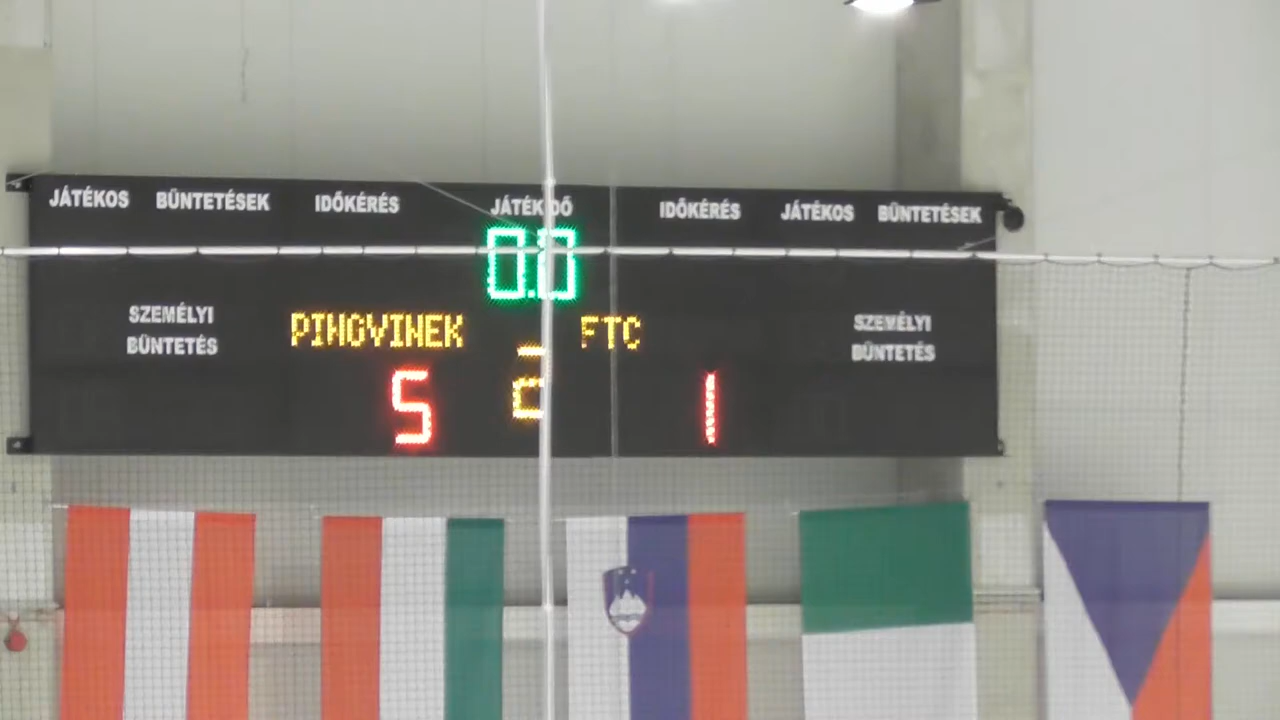 JÁTÉKOS BÜNTETÉSEK IDŐKÉRÉS JÁTÉKIDŐ IDŐKÉRÉS JÁTÉKOS BÜNTETÉSEK
0.0
SZEMÉLYI BÜNTETÉS
PINGVINEK FTC
SZEMÉLYI BÜNTETÉS
5 2 1